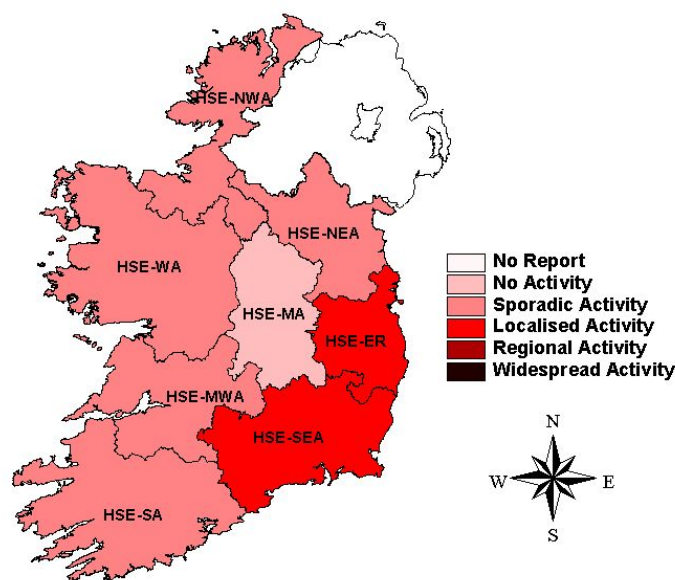 HSE-NWA
HSE-NEA
HSE-WA
HSE-MA
HSE-ER
HSE-MWA
HSE-SEA
HSE-SA
No Report
No Activity
Sporadic Activity
Localised Activity
Regional Activity
Widespread Activity
N
W E
S